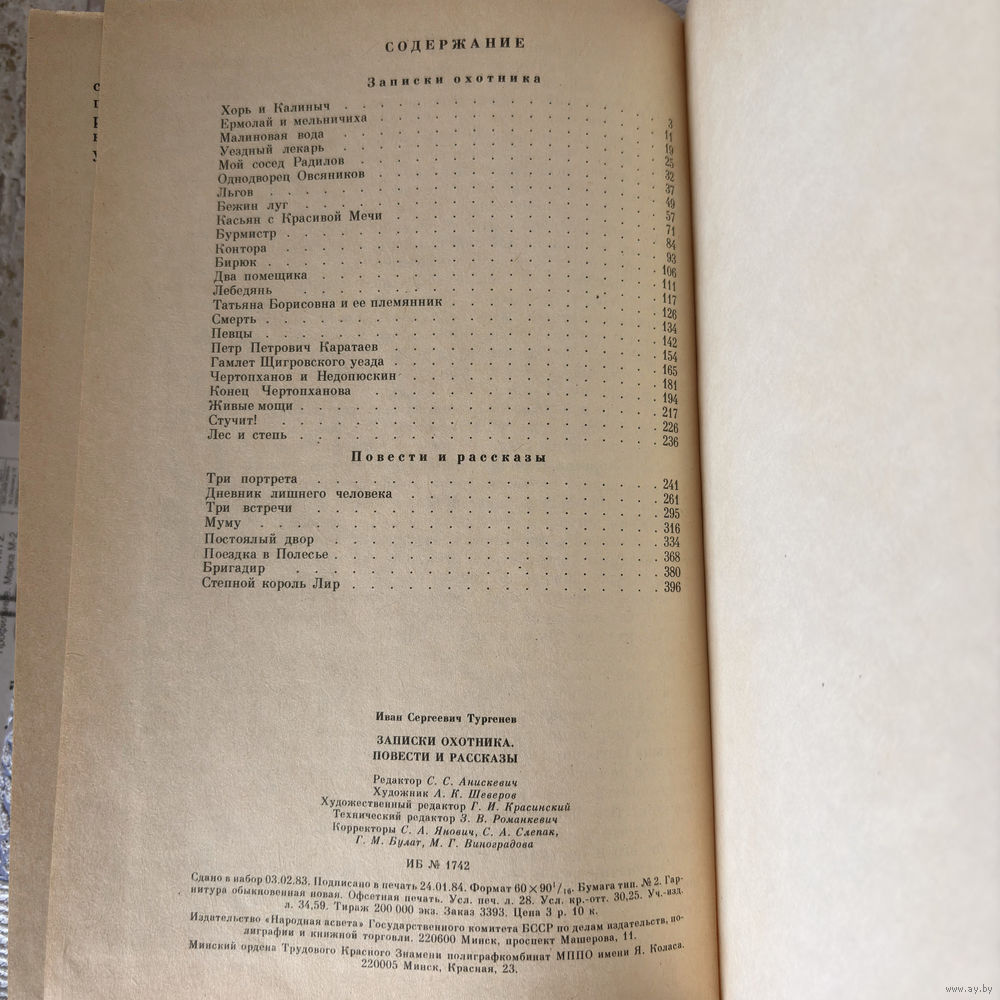 СОДЕРЖАНИЕ
Записки охотника
Хорь и Калиныч 3
Ермолай и мельничиха 11
Малиновая вода 19
Уездный лекарь 25
Мой сосед Радилов 32
Однодворец Овсяников 37
Льгов 49
Бежин луг 57
Касьян с Красивой Мечи 71
Бурмистр 84
Контора 93
Бирюк 106
Два помещика 111
Лебедянь 117
Татьяна Борисовна и ее племянник 126
Смерть 134
Певцы 142
Петр Петрович Каратаев 154
Гамлет Щигровского уезда 165
Чертопханов и Недопюскин 181
Конец Чертопханова 194
Живые мощи 217
Стучит! 226
Лес и степь 236
Повести и рассказы
Три портрета 241
Дневник лишнего человека 261
Три встречи 295
Муму 316
Постоялый двор 334
Поездка в Полесье 368
Бригадир 380
Степной король Лир 396
Иван Сергеевич Тургенев
ЗАПИСКИ ОХОТНИКА.
ПОВЕСТИ И РАССКАЗЫ
Редактор С. С. Анискевич
Художник А. К. Шеверов
Художественный редактор Г. И. Красинский
Технический редактор З. В. Романкевич
Корректоры С. А. Янович, С. А. Слепак,
Г. М. Булат, М. Г. Виноградова
ИБ № 1742
Сдано в набор 03.02.83. Подписано в печать 24.01.84. Формат 60×90¹/₁₆. Бумага тип. № 2. Гар-
нитура обыкновенная новая. Офсетная печать. Усл. печ. л. 28. Усл. кр.-отт. 30,25. Уч.-изд.
л. 34,59. Тираж 200 000 экз. Заказ 3393. Цена 3 р. 10 к.
Издательство «Народная асвета» Государственного комитета БССР по делам издательств, по-
лиграфии и книжной торговли. 220600 Минск, проспект Машерова, 11.
Минский ордена Трудового Красного Знамени полиграфкомбинат МППО имени Я. Коласа.
220005 Минск, Красная, 23.
www.ay.by